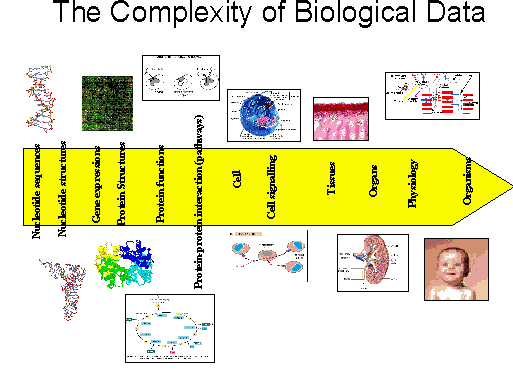 The Complexity of Biological Data
Nucleotide sequences
Nucleotide structures
Gene expressions
Protein Structures
Protein functions
Protein-protein interaction (pathways)
Cell
Cell signalling
Tissues
Organs
Physiology
Organisms